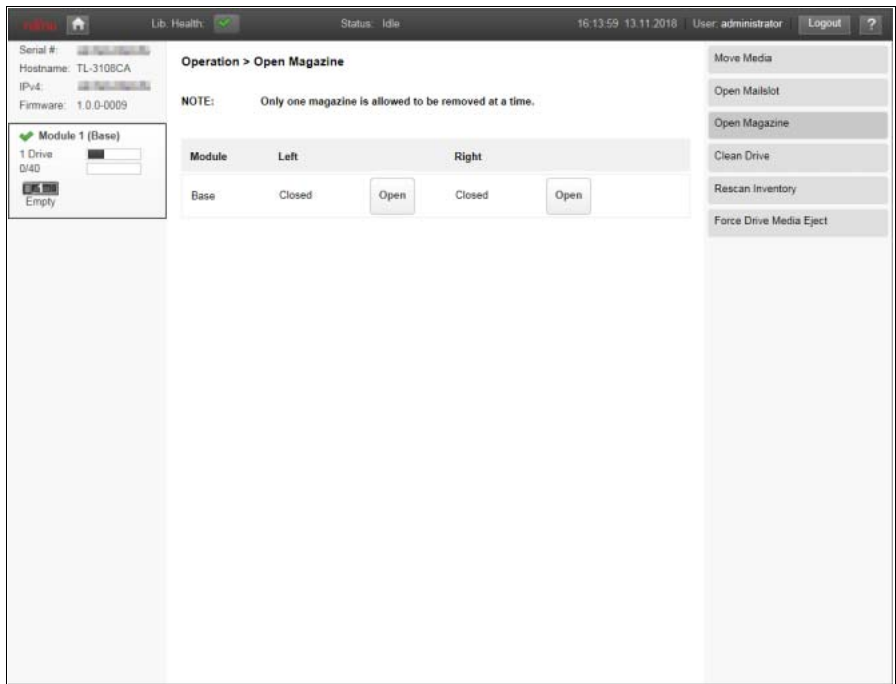 Lib. Health: Status: Idle 16:13:59 13.11.2018 User: administrator Logout ?
Serial #:
Hostname: TL-3108CA
IPv4:
Firmware: 1.0.0-0009
Module 1 (Base)
1 Drive
0/40
Empty
Operation > Open Magazine
NOTE: Only one magazine is allowed to be removed at a time.
Module Left Right
Base Closed Open Closed Open
Move Media
Open Mailslot
Open Magazine
Clean Drive
Rescan Inventory
Force Drive Media Eject